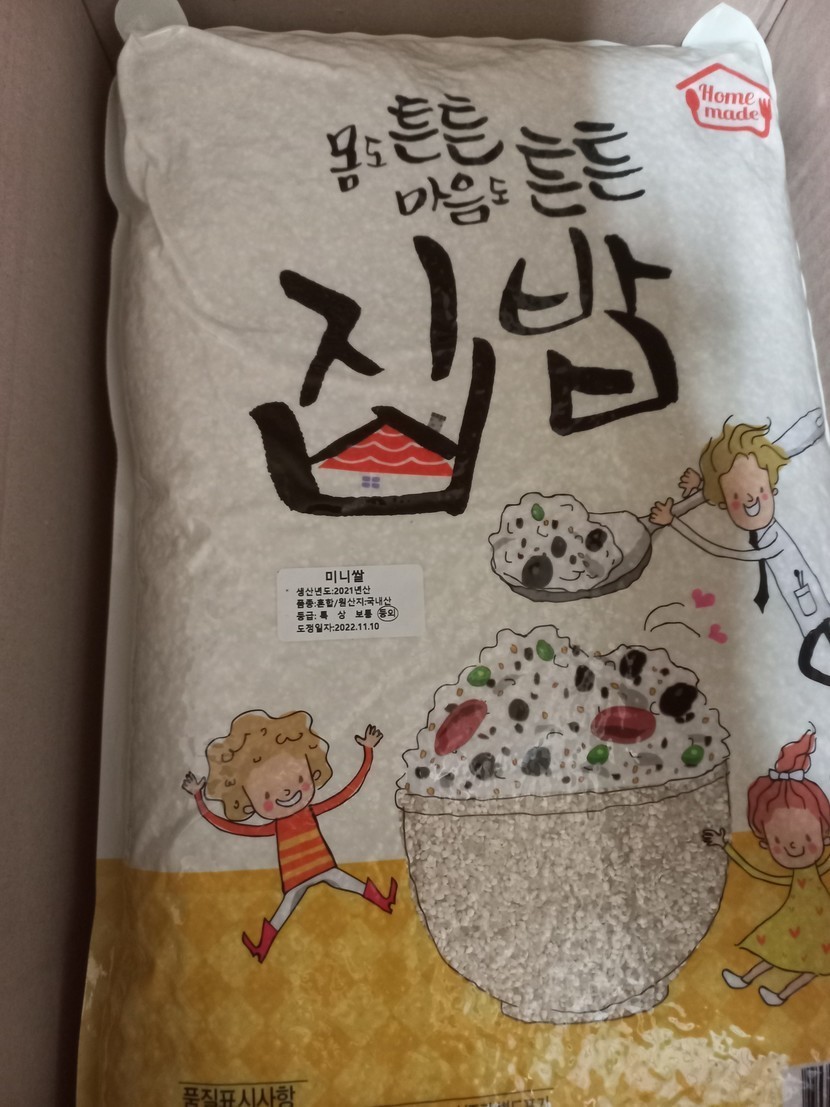 Home
made
몸도 튼튼
마음도 튼튼
집밥
미니쌀
생산년도:2021년산
품종:혼합/원산지:국내산
등급: 특 상 보통 등외
도정일자:2022.11.10
품질표시사항